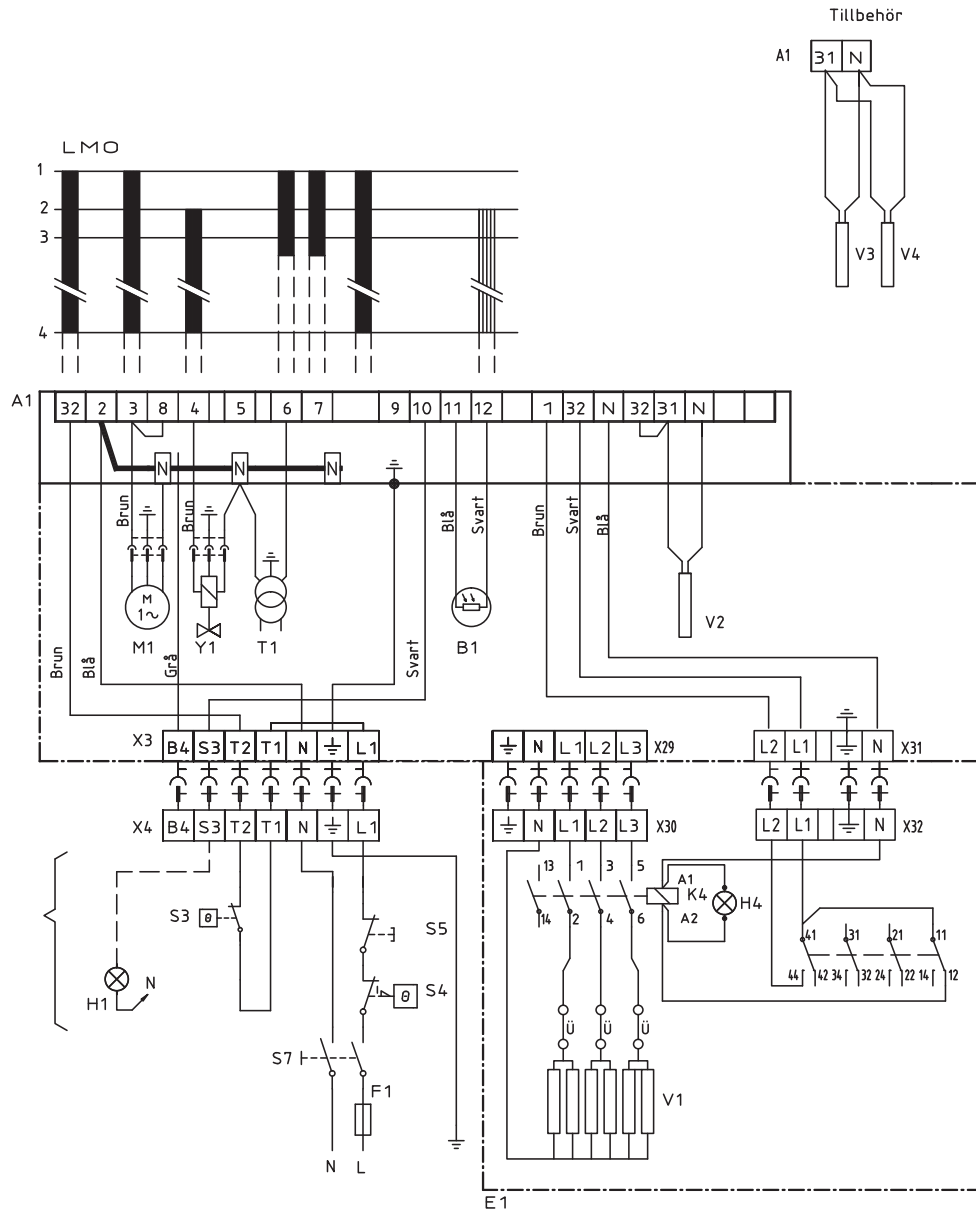 Tillbehör
A1 31 N
V3 V4
LMO
1
2
3
4
A1 32 2 3 8 4 5 6 7 9 10 11 12 1 32 N 32 31 N
N N N
Brun Brun Blå Svart Brun Svart Blå
M
1~
M1 Y1 T1 B1 V2
Brun Blå Grå Svart
X3 B4 S3 T2 T1 N L1
N L1 L2 L3 X29
L2 L1 N X31
X4 B4 S3 T2 T1 N L1
N L1 L2 L3 X30
L2 L1 N X32
13 1 3 5
A1
K4
A2
H4
14 2 4 6
S3 θ
S5
41 31 21 11
44 42 34 32 24 22 14 12
H1 N
S4 θ
Ü Ü Ü
S7
F1
V1
N L
E1